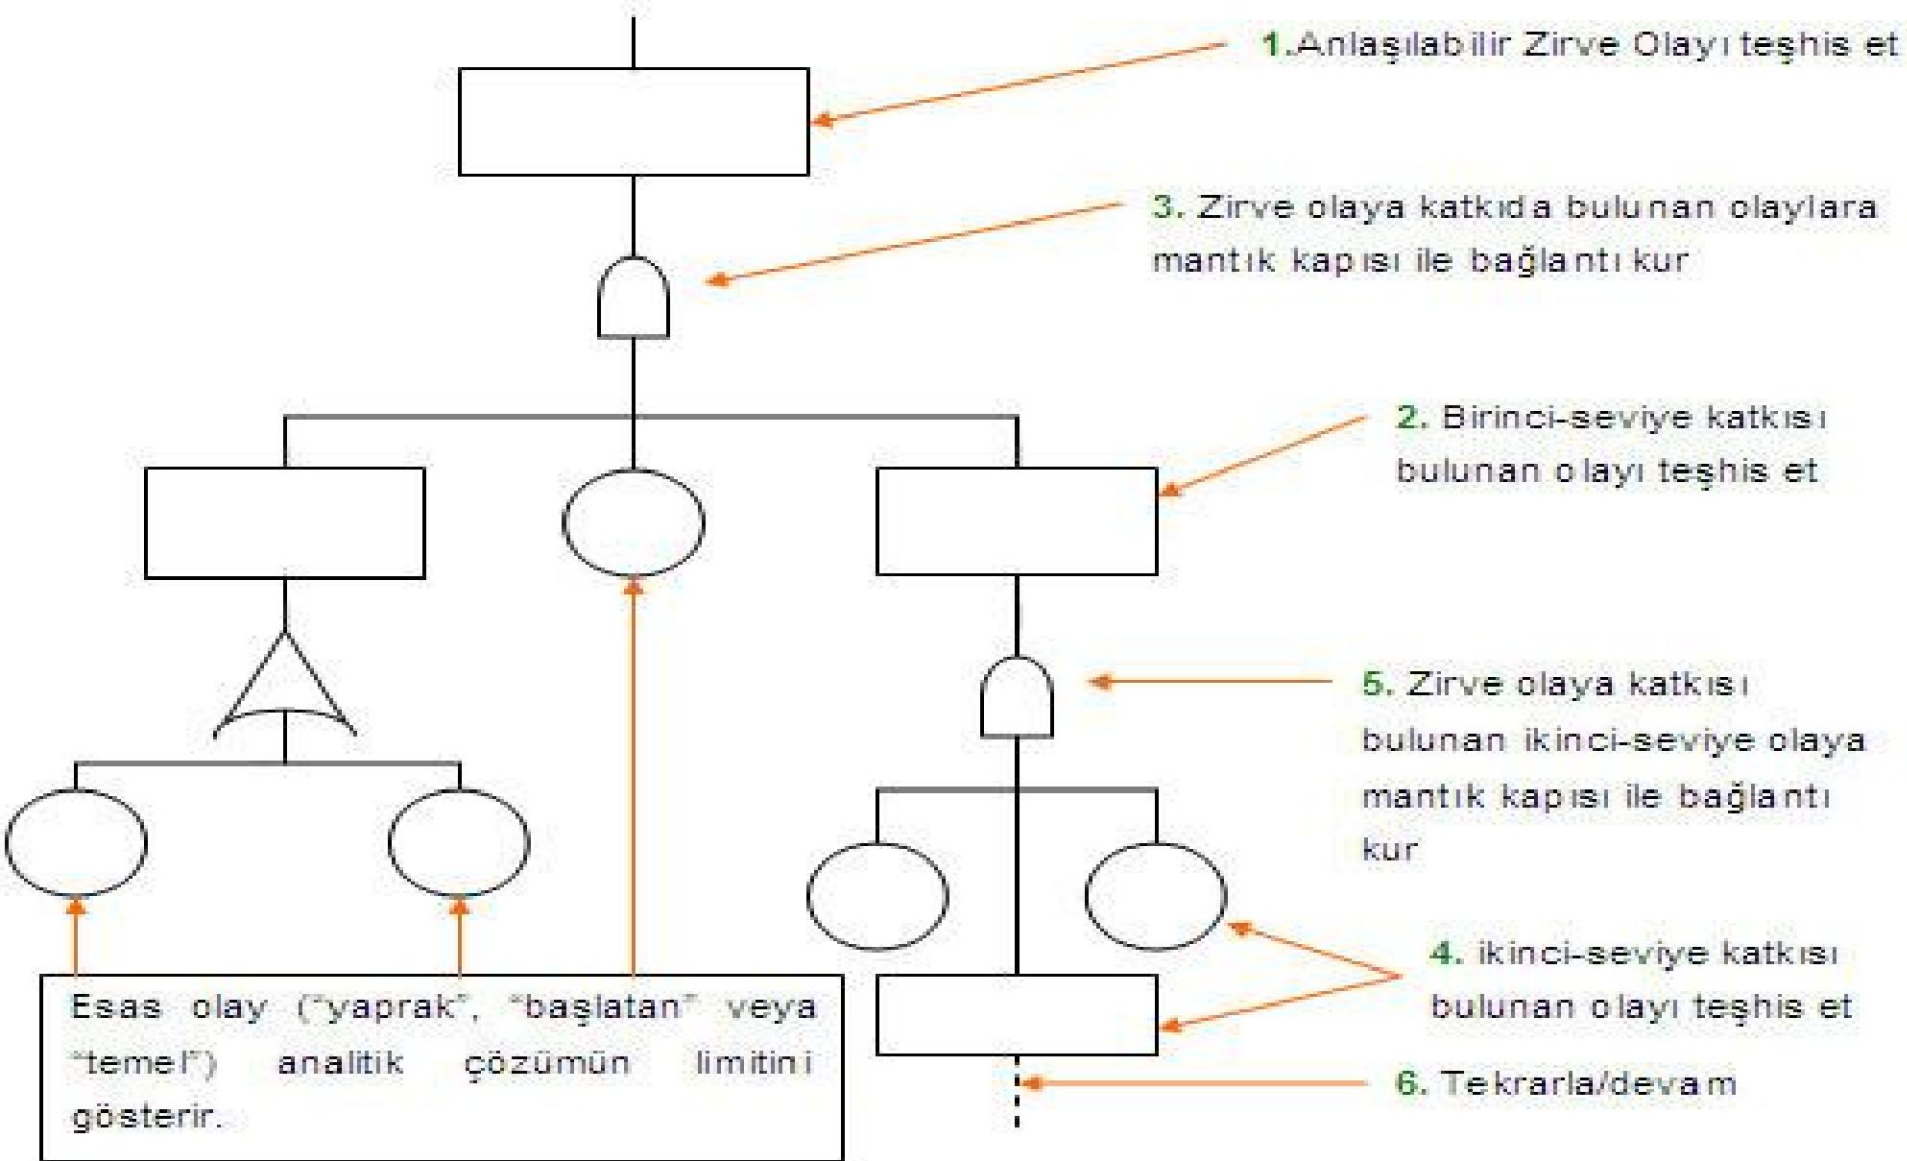 1.Anlaşılabilir Zirve Olayı teşhis et
3. Zirve olaya katkıda bulunan olaylara
mantık kapısı ile bağlantı kur
2. Birinci-seviye katkısı
bulunan olayı teşhis et
5. Zirve olaya katkısı
bulunan ikinci-seviye olaya
mantık kapısı ile bağlantı
kur
4. ikinci-seviye katkısı
bulunan olayı teşhis et
Esas olay ("yaprak", "başlatan" veya
"temel") analitik çözümün limitini
gösterir.
6. Tekrarla/devam